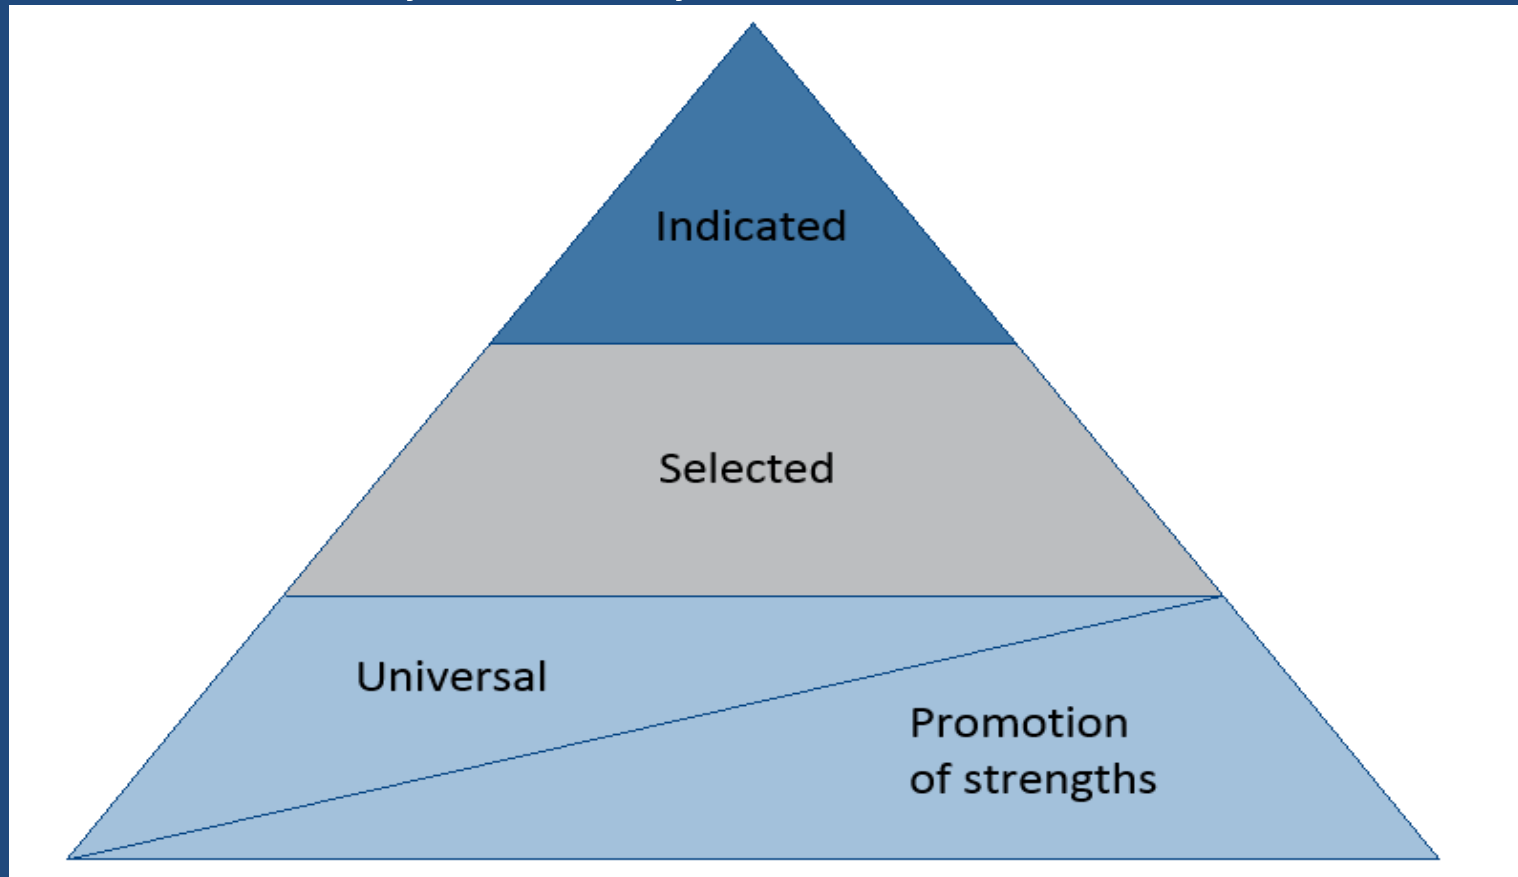 Indicated
Selected
Universal
Promotion
of strengths